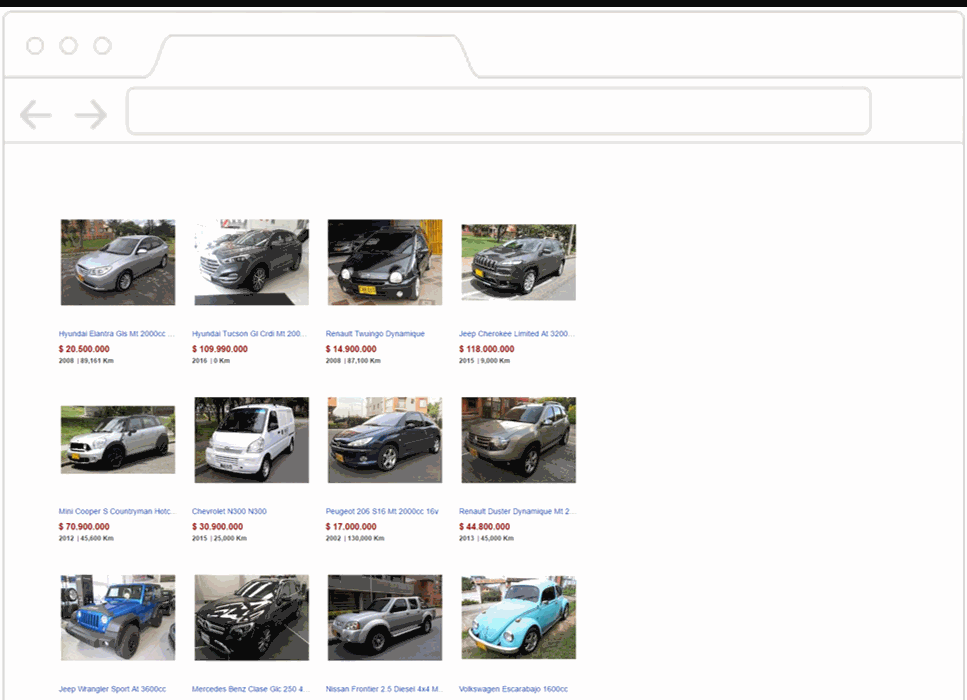 Hyundai Elantra Gls Mt 2000cc ...
Hyundai Tucson Gl Crdi Mt 200...
Renault Twuingo Dynamique
Jeep Cherokee Limited At 3200...
$ 20.500.000
$ 109.990.000
$ 14.900.000
$ 118.000.000
2008 | 89,161 Km
2016 | 0 Km
2008 | 87,100 Km
2015 | 9,000 Km
Mini Cooper S Countryman Hotc...
Chevrolet N300 N300
Peugeot 206 S16 Mt 2000cc 16v
Renault Duster Dynamique Mt 2...
$ 70.900.000
$ 30.900.000
$ 17.000.000
$ 44.800.000
2012 | 45,600 Km
2015 | 25,000 Km
2002 | 130,000 Km
2013 | 45,000 Km
Jeep Wrangler Sport At 3600cc
Mercedes Benz Clase Glc 250 4...
Nissan Frontier 2.5 Diesel 4x4 M...
Volkswagen Escarabajo 1600cc